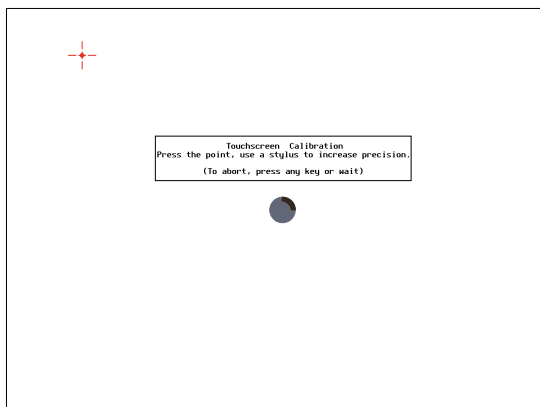 Touchscreen Calibration
Press the point, use a stylus to increase precision.
(To abort, press any key or wait)